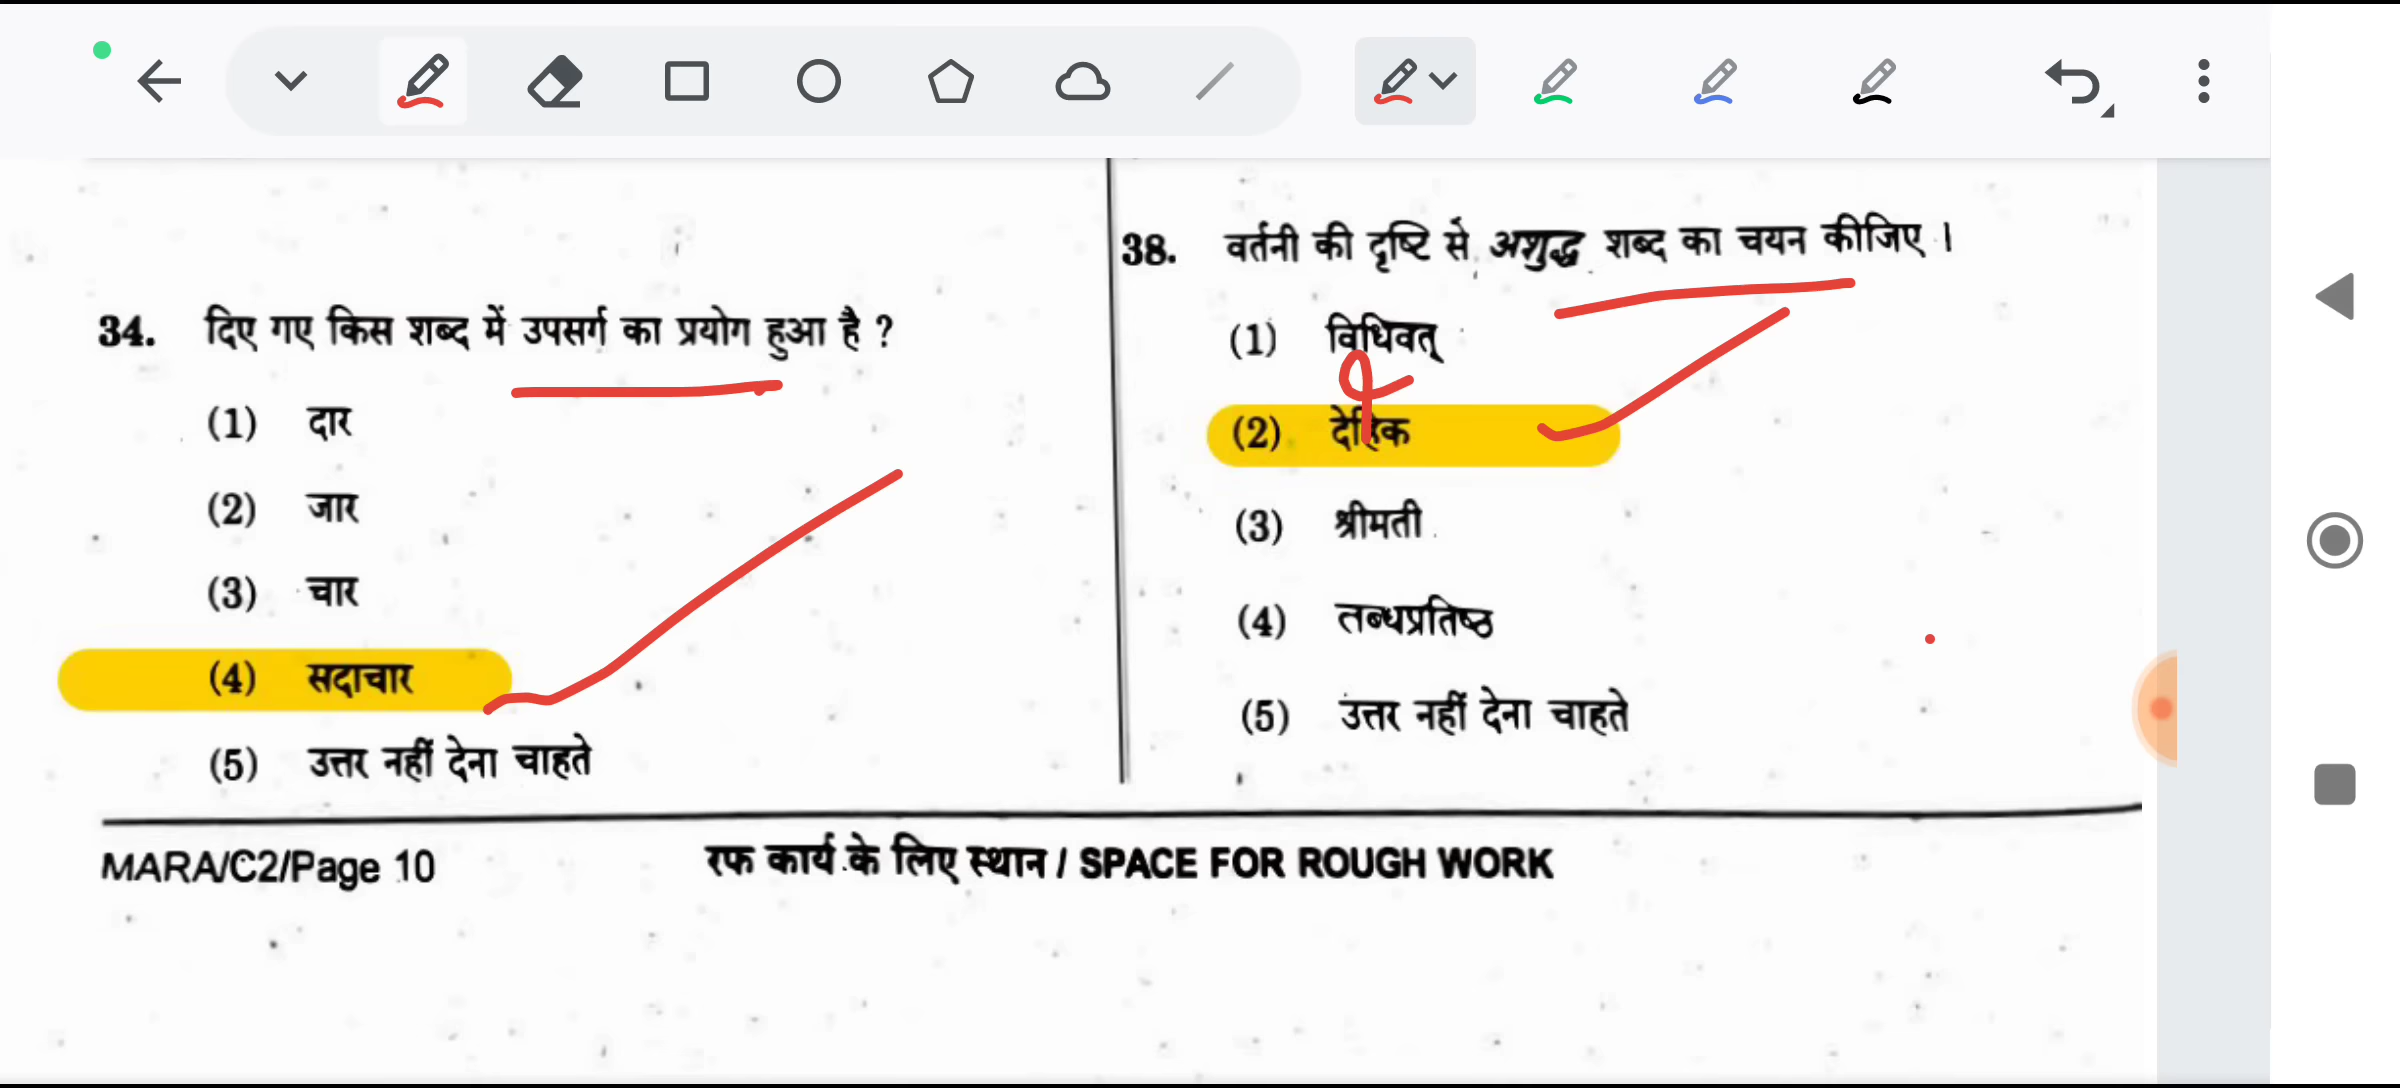 34. दिए गए किस शब्द में उपसर्ग का प्रयोग हुआ है ?
(1) दार
(2) जार
(3) चार
(4) सदाचार
(5) उत्तर नहीं देना चाहते
38. वर्तनी की दृष्टि से अशुद्ध शब्द का चयन कीजिए ।
(1) विधिवत्
(2) देहिक
(3) श्रीमती
(4) लब्धप्रतिष्ठ
(5) उत्तर नहीं देना चाहते
MARA/C2/Page 10
रफ कार्य के लिए स्थान / SPACE FOR ROUGH WORK